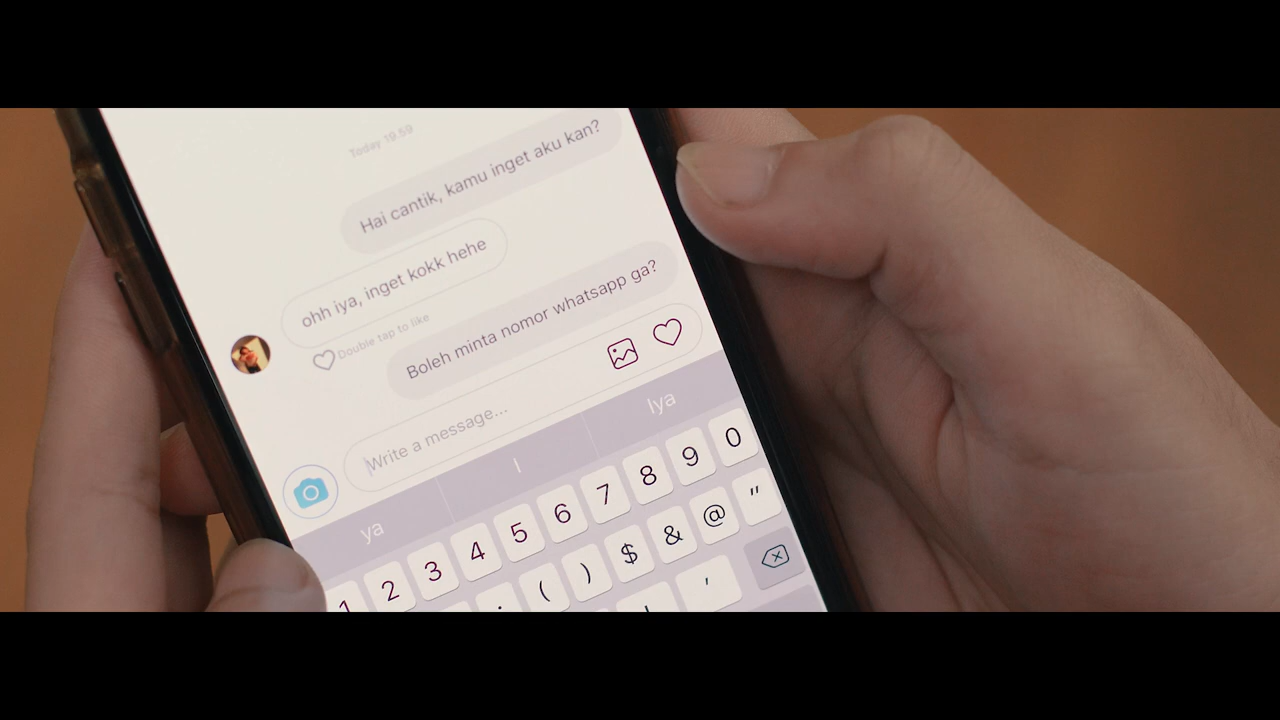 Today 19.59
Hai cantik, kamu inget aku kan?
ohh iya, inget kokk hehe
Double tap to like
Boleh minta nomor whatsapp ga?
Write a message...
ya I Iya
1 2 3 4 5 6 7 8 9 0
( ) $ & @ "
'